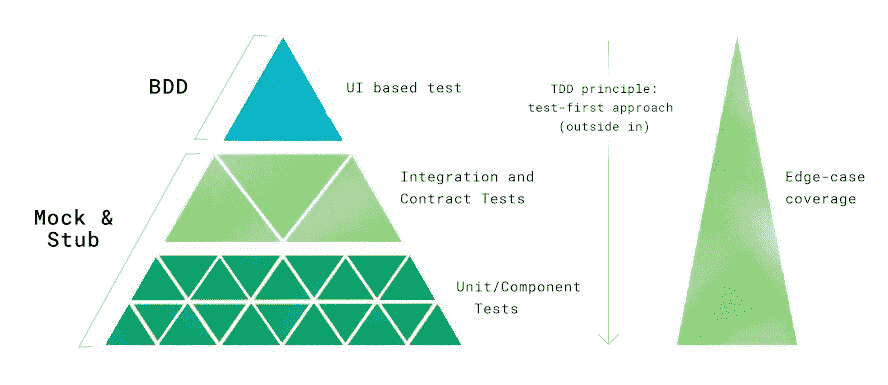 BDD
UI based test
TDD principle:
test-first approach
(outside in)
Integration and
Contract Tests
Edge-case
coverage
Mock &
Stub
Unit/Component
Tests